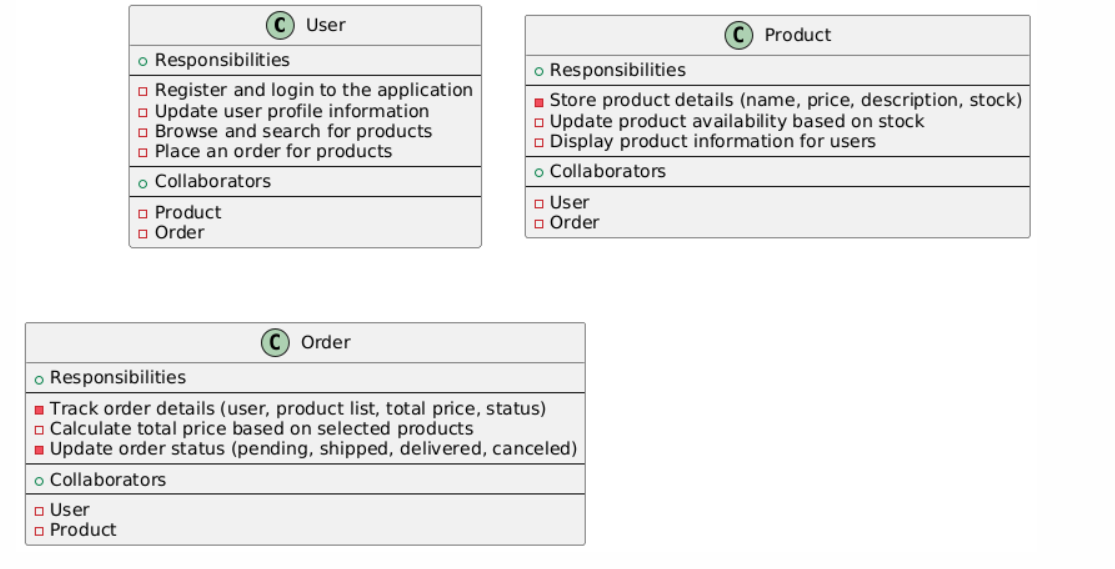 C User
Responsibilities
Register and login to the application
Update user profile information
Browse and search for products
Place an order for products
Collaborators
Product
Order
C Product
Responsibilities
Store product details (name, price, description, stock)
Update product availability based on stock
Display product information for users
Collaborators
User
Order
C Order
Responsibilities
Track order details (user, product list, total price, status)
Calculate total price based on selected products
Update order status (pending, shipped, delivered, canceled)
Collaborators
User
Product